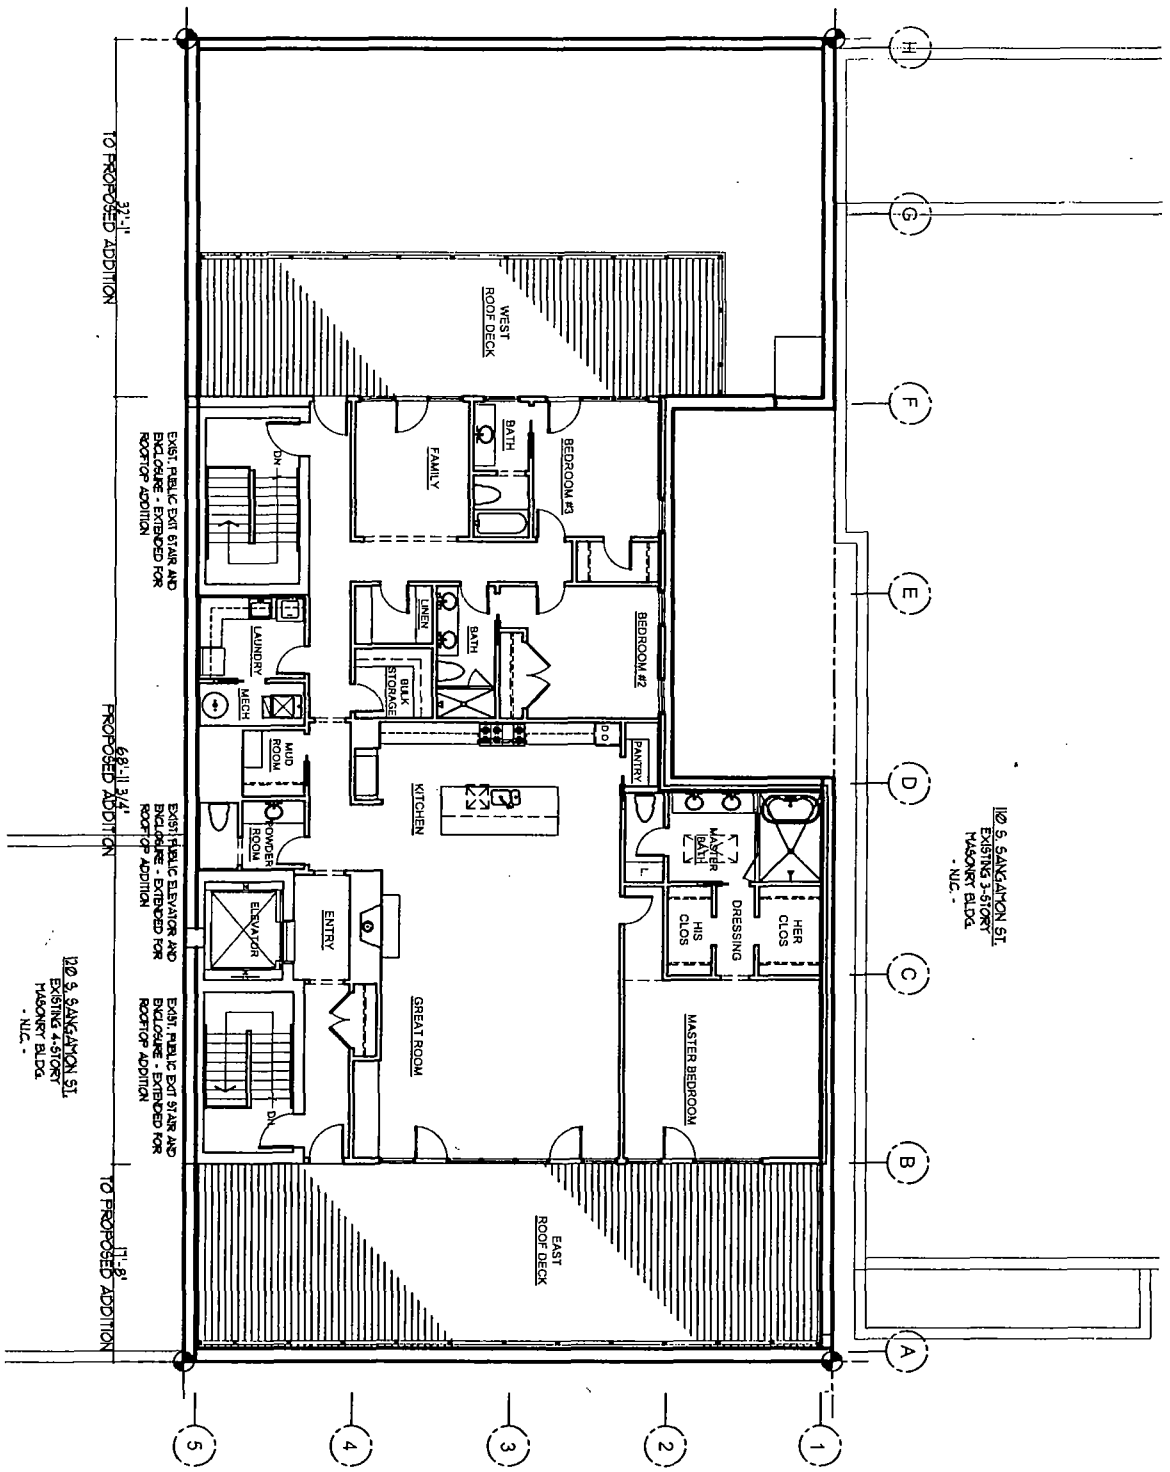 H
G
F
E
D
C
B
A
110 S. SANGAMON ST.
EXISTING 3-STORY
MASONRY BLDG.
- N.I.C. -
1
2
3
4
5
WEST
ROOF DECK
BATH
BEDROOM #3
FAMILY
DN
LINEN
BATH
BEDROOM #2
BULK
STORAGE
LAUNDRY
MECH
MUD
ROOM
POWDER
ROOM
KITCHEN
D O
PANTRY
MASTER
BATH
L.
DRESSING
HER
CLOS
HIS
CLOS
ELEVATOR
ENTRY
GREAT ROOM
MASTER BEDROOM
DN
EAST
ROOF DECK
EXIST. PUBLIC EXIT STAIR AND
ENCLOSURE - EXTENDED FOR
ROOFTOP ADDITION
EXIST. PUBLIC ELEVATOR AND
ENCLOSURE - EXTENDED FOR
ROOFTOP ADDITION
EXIST. PUBLIC EXIT STAIR AND
ENCLOSURE - EXTENDED FOR
ROOFTOP ADDITION
32'-1"
TO PROPOSED ADDITION
68'-11 3/4"
PROPOSED ADDITION
17'-8"
TO PROPOSED ADDITION
120 S. SANGAMON ST.
EXISTING 4-STORY
MASONRY BLDG.
- N.I.C. -